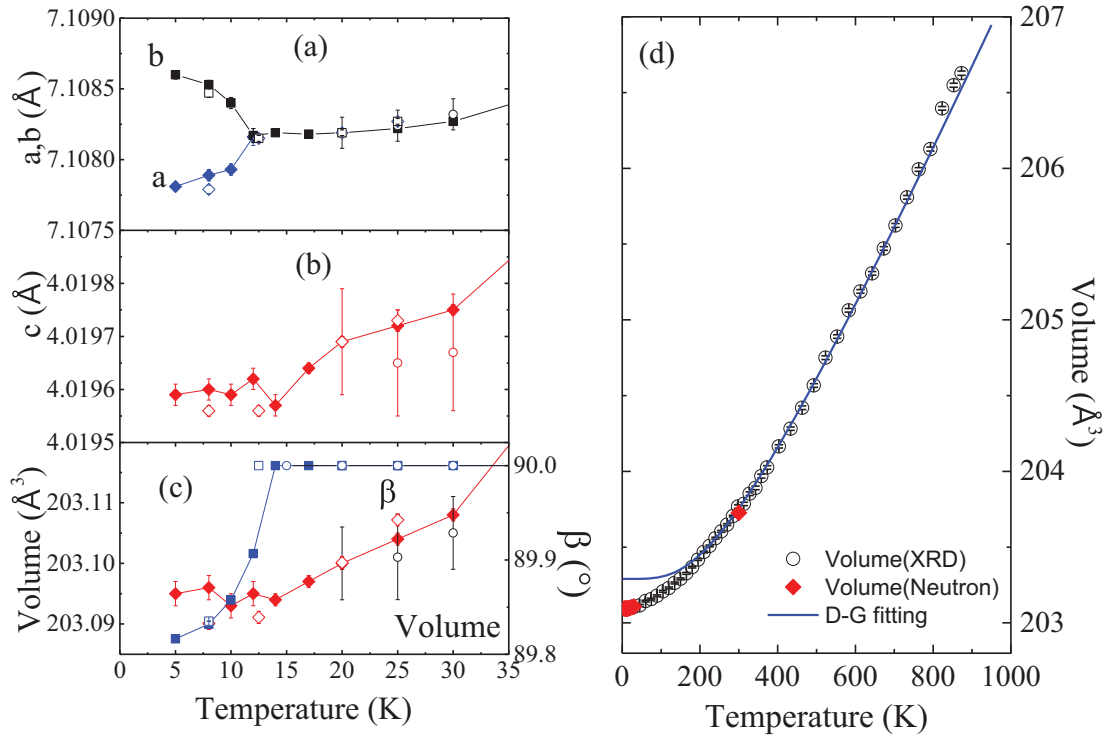 7.1090
(a)
b
7.1085
a,b (Å)
7.1080
a
7.1075
(b)
4.0198
c (Å)
4.0197
4.0196
4.0195
(c)
90.0
β
203.11
Volume (Å³)
203.10
89.9
β (°)
203.09
Volume
89.8
0 5 10 15 20 25 30 35
Temperature (K)
(d)
207
206
205
Volume (Å³)
204
203
Volume(XRD)
Volume(Neutron)
D-G fitting
0 200 400 600 800 1000
Temperature (K)